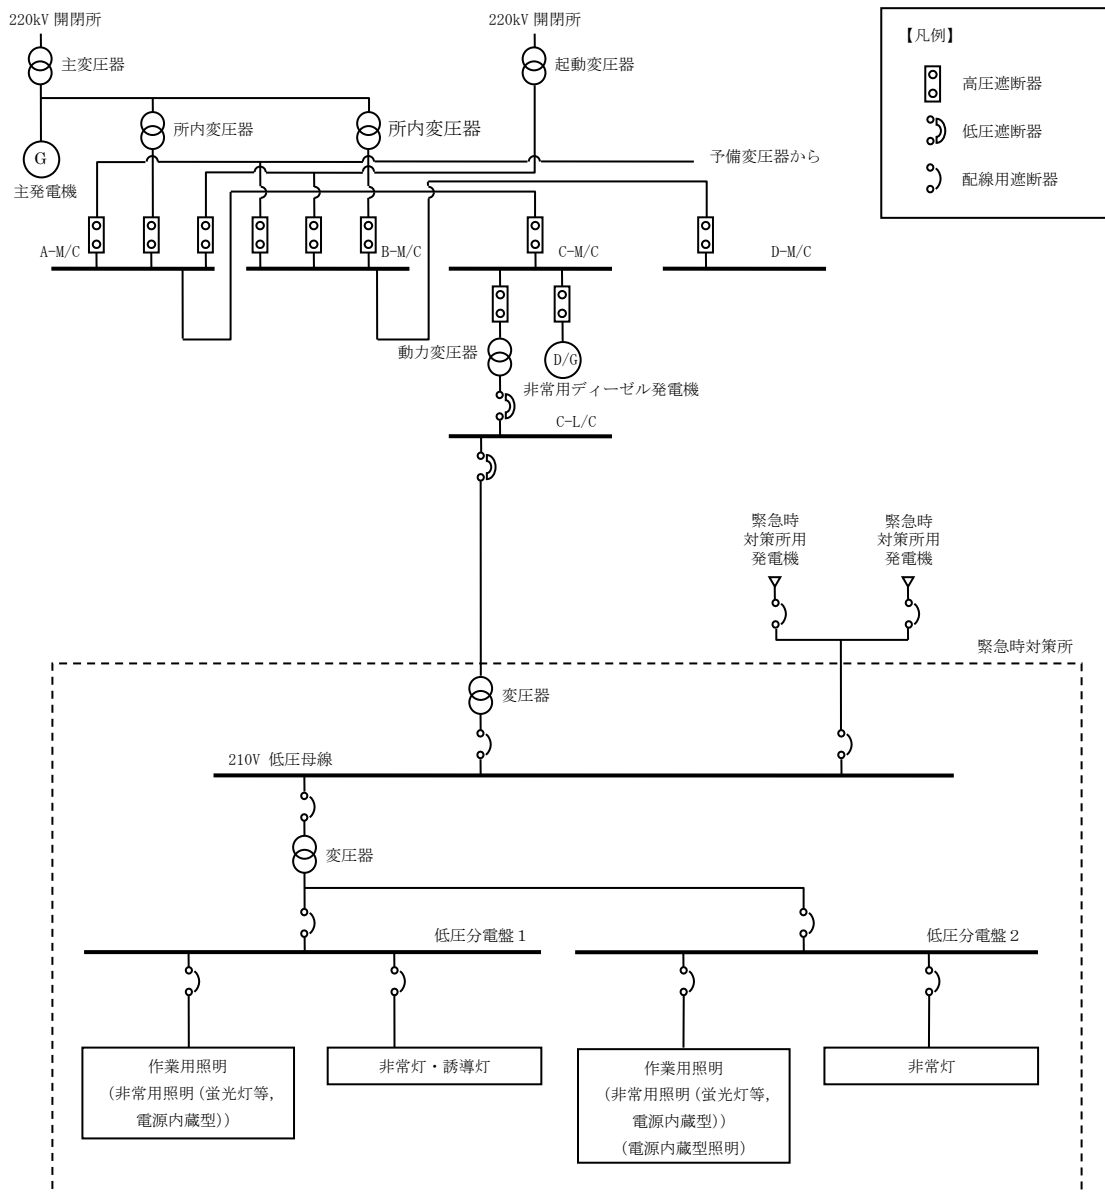 220kV 開閉所
220kV 開閉所
主変圧器
起動変圧器
所内変圧器
所内変圧器
G
主発電機
予備変圧器から
A-M/C
B-M/C
C-M/C
D-M/C
動力変圧器
D/G
非常用ディーゼル発電機
C-L/C
【凡例】
高圧遮断器
低圧遮断器
配線用遮断器
緊急時
対策所用
発電機
緊急時
対策所用
発電機
緊急時対策所
変圧器
210V 低圧母線
変圧器
低圧分電盤1
低圧分電盤2
作業用照明
(非常用照明(蛍光灯等,
電源内蔵型))
非常灯・誘導灯
作業用照明
(非常用照明(蛍光灯等,
電源内蔵型))
(電源内蔵型照明)
非常灯